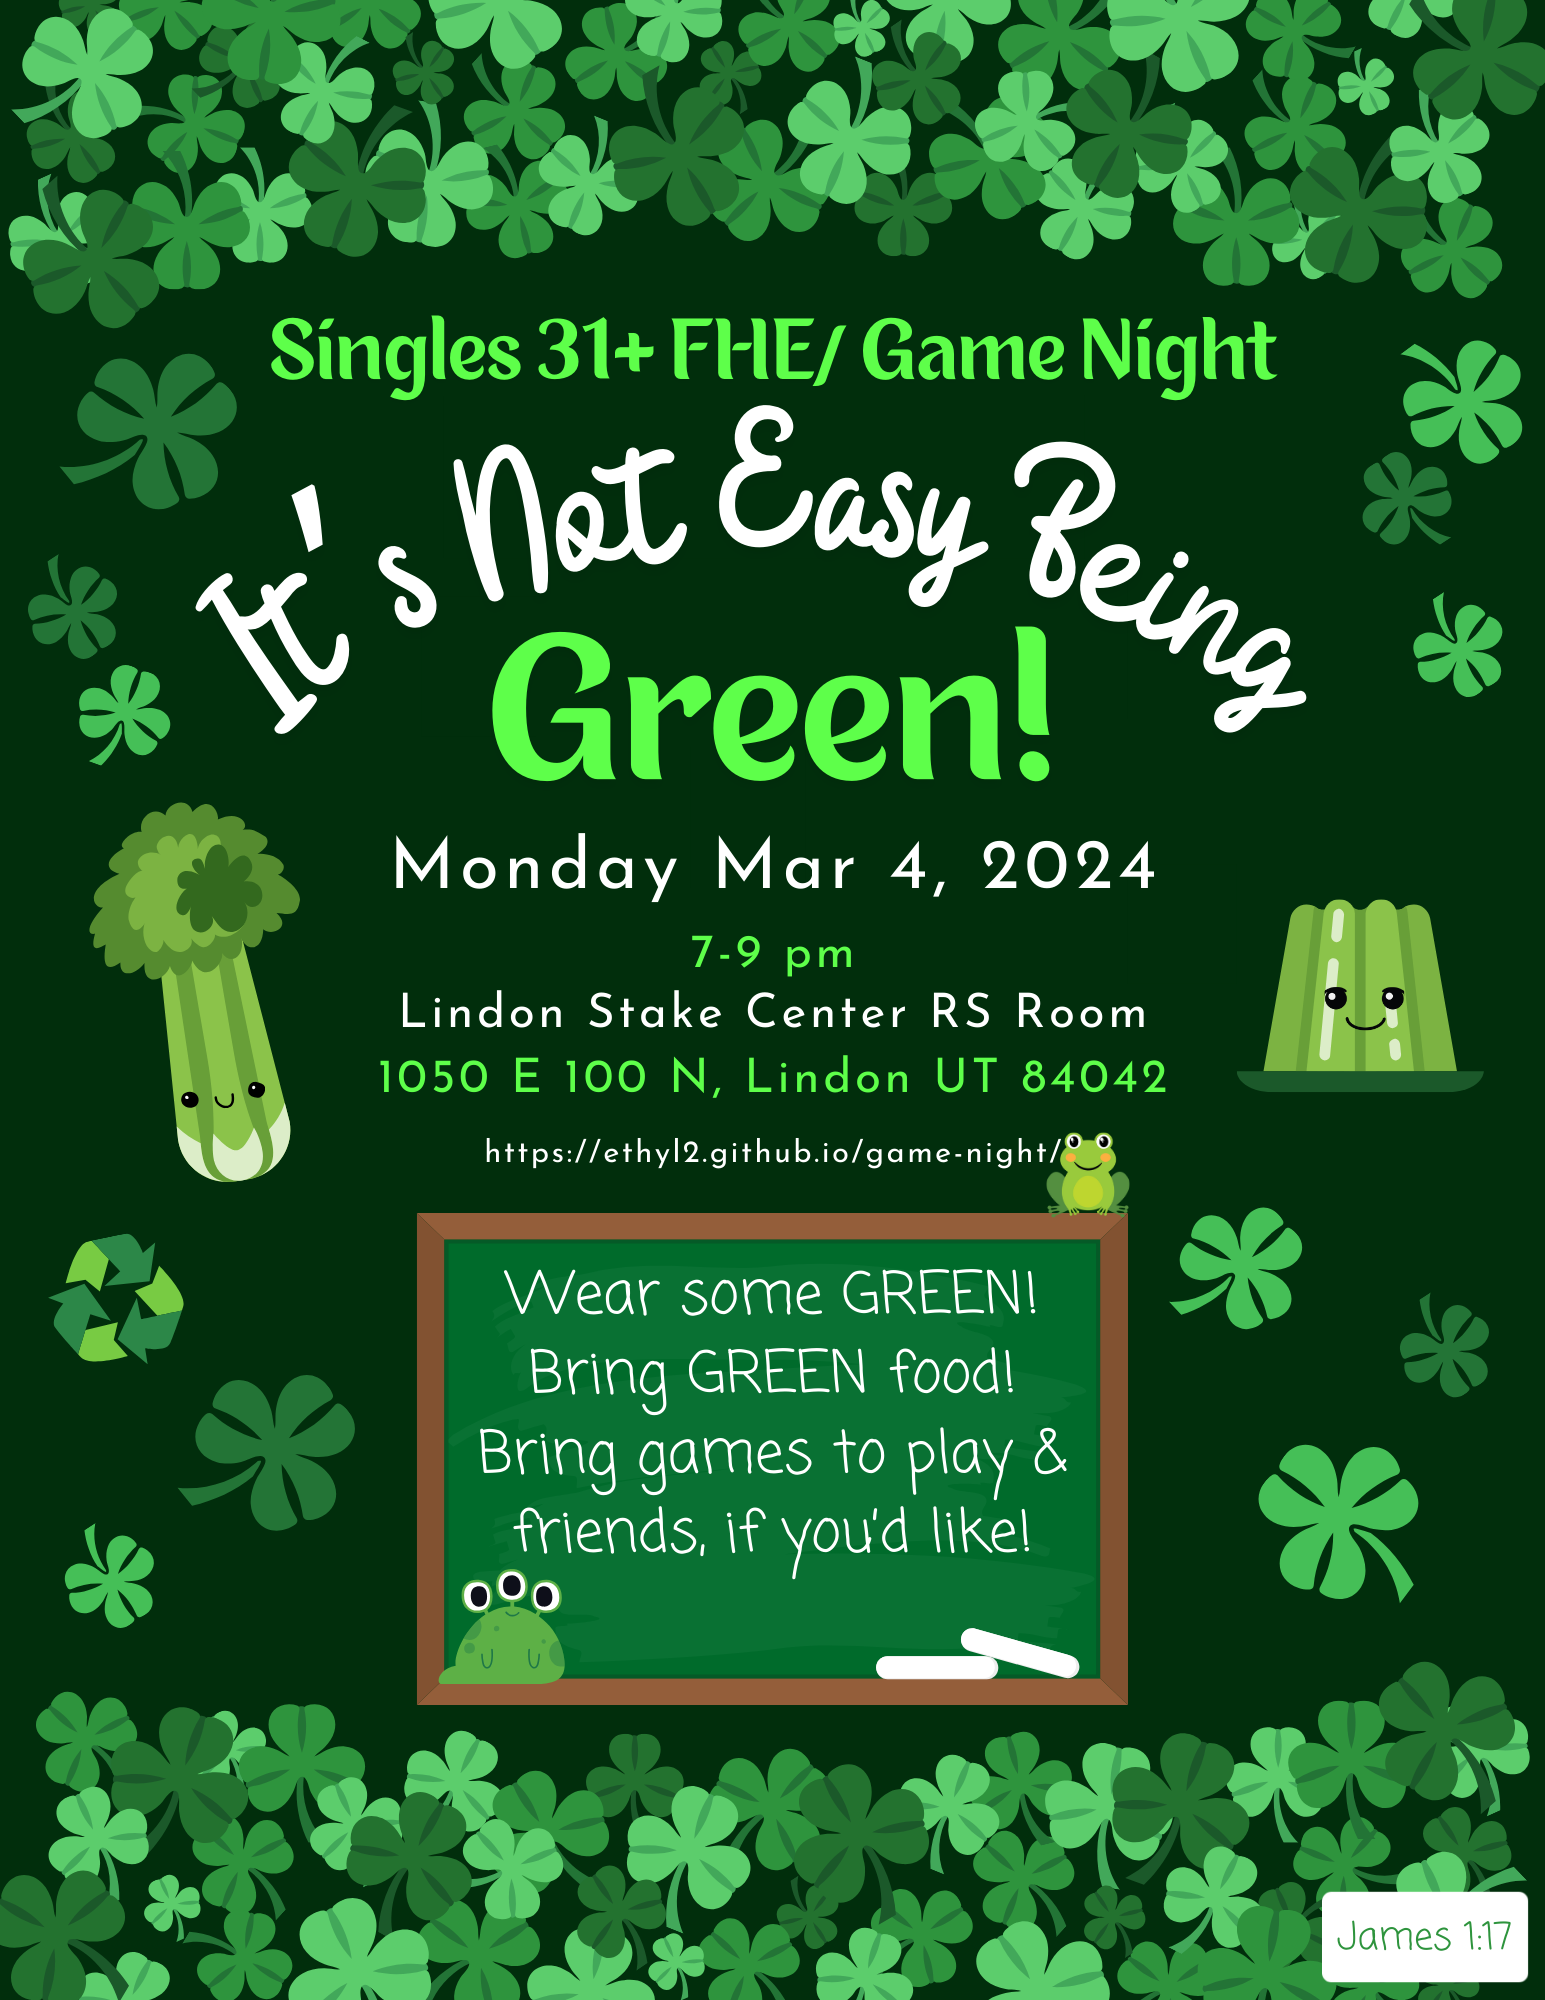 Singles 31+ FHE/ Game Night
It's Not Easy Being
Green!
Monday Mar 4, 2024
7-9 pm
Lindon Stake Center RS Room
1050 E 100 N, Lindon UT 84042
https://ethyl2.github.io/game-night/
Wear some GREEN!
Bring GREEN food!
Bring games to play &
friends, if you'd like!
James 1:17